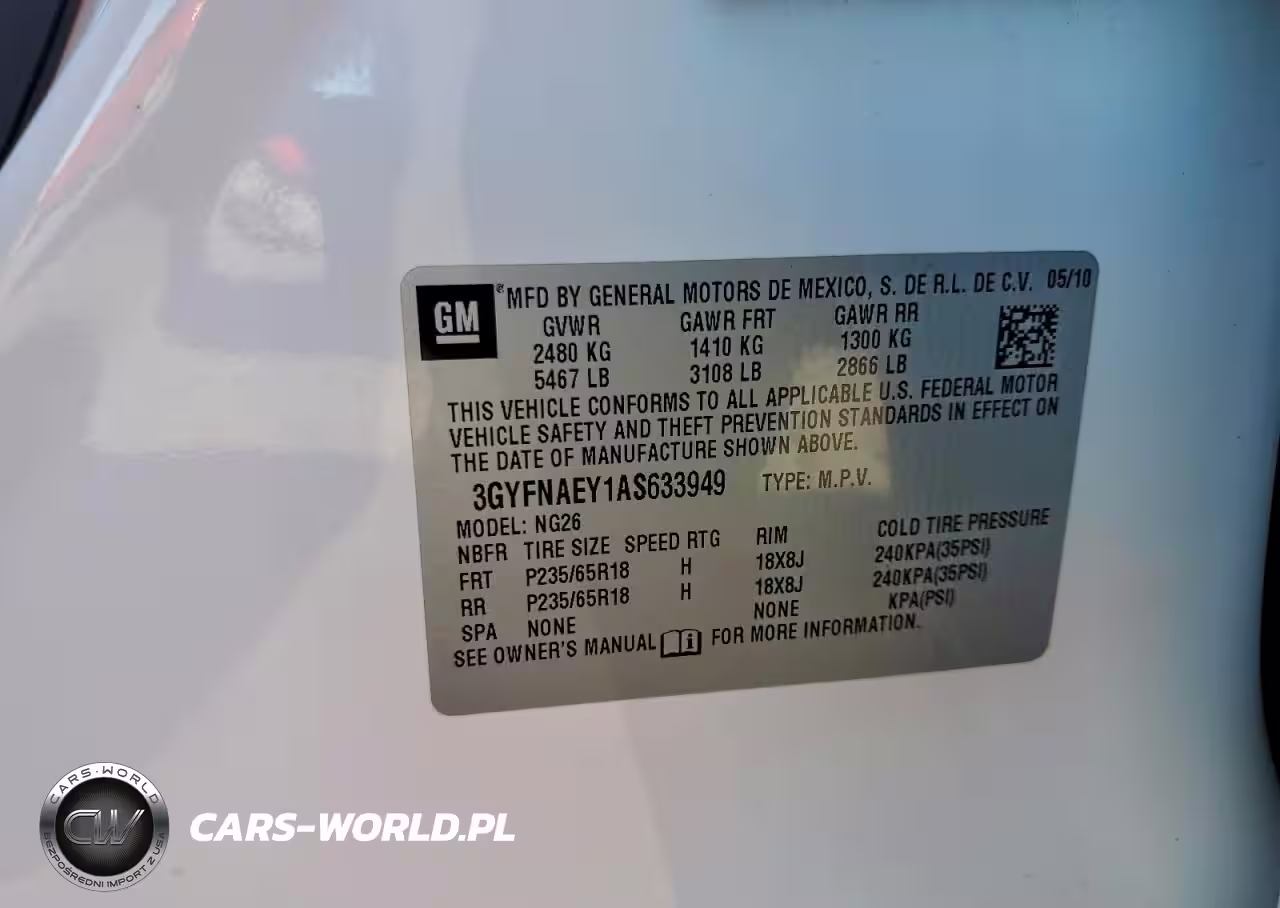 GM
® MFD BY GENERAL MOTORS DE MEXICO, S. DE R.L. DE C.V. 05/10
GVWR GAWR FRT GAWR RR
2480 KG 1410 KG 1300 KG
5467 LB 3108 LB 2866 LB
THIS VEHICLE CONFORMS TO ALL APPLICABLE U.S. FEDERAL MOTOR
VEHICLE SAFETY AND THEFT PREVENTION STANDARDS IN EFFECT ON
THE DATE OF MANUFACTURE SHOWN ABOVE.
3GYFNAEY1AS633949 TYPE: M.P.V.
MODEL: NG26
NBFR TIRE SIZE SPEED RTG RIM COLD TIRE PRESSURE
FRT P235/65R18 H 18X8J 240KPA(35PSI)
RR P235/65R18 H 18X8J 240KPA(35PSI)
SPA NONE NONE KPA(PSI)
SEE OWNER'S MANUAL FOR MORE INFORMATION.
CARS-WORLD
CW
BEZPOŚREDNI IMPORT Z USA
CARS-WORLD.PL